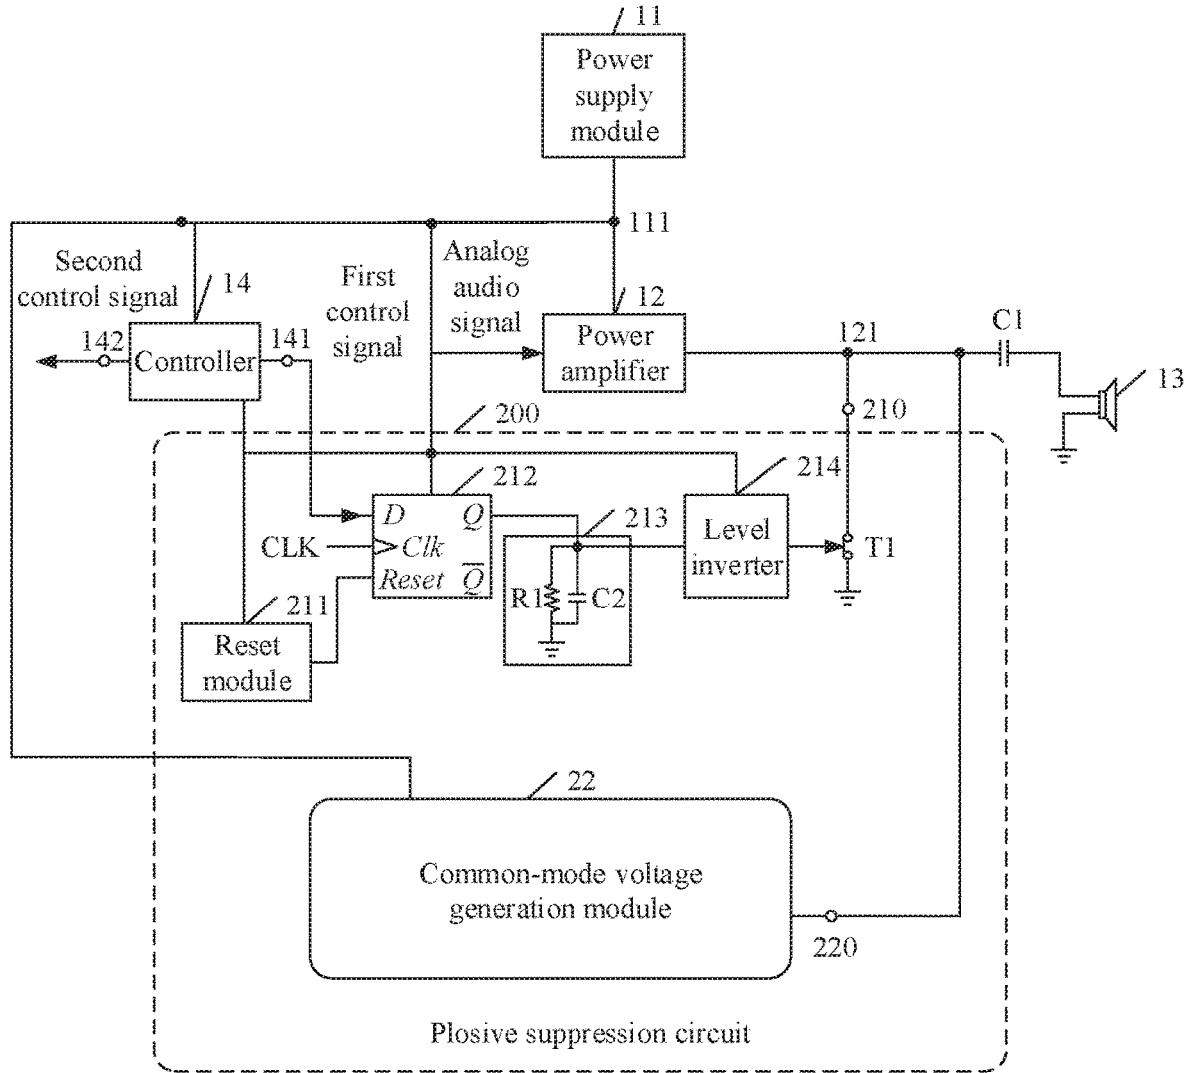 11
Power
supply
module
111
Second
control signal
14
First
control
signal
Analog
audio
signal
12
142
Controller
141
Power
amplifier
121
C1
13
210
200
212
214
D
Q
CLK
Clk
Reset
Q̅
213
Level
inverter
T1
R1
C2
211
Reset
module
22
Common-mode voltage
generation module
220
Plosive suppression circuit